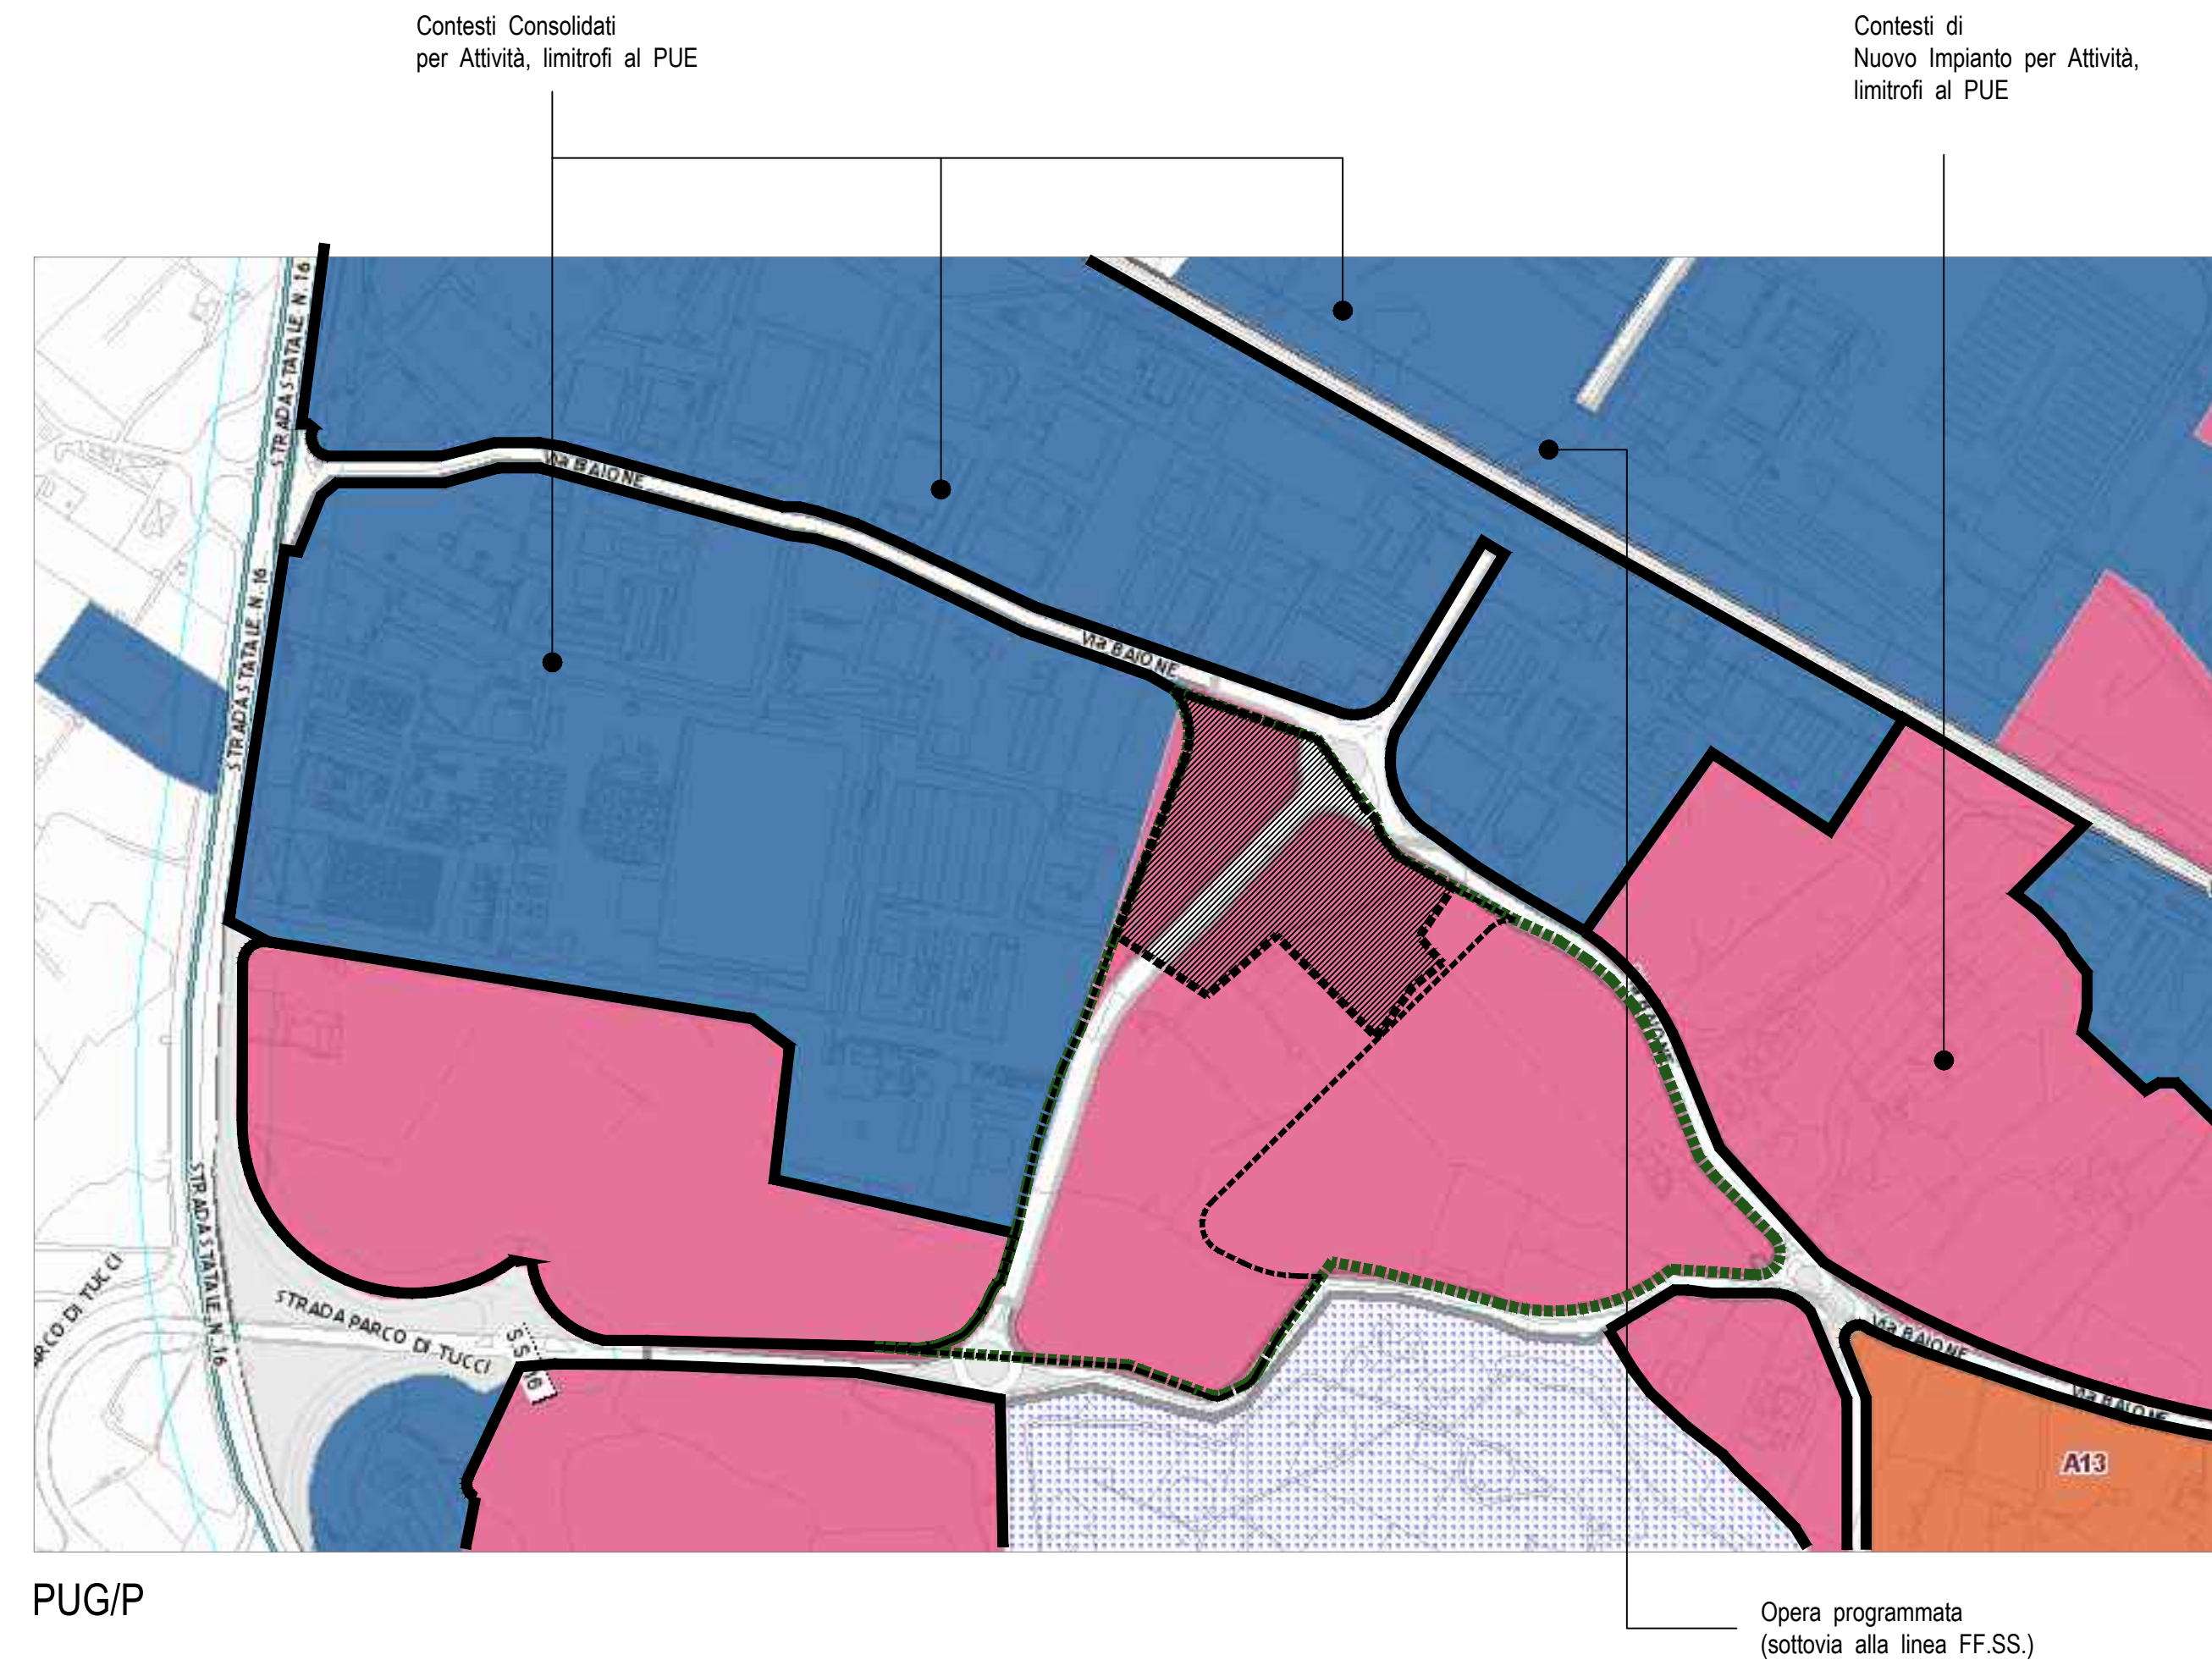 Contesti Consolidati
per Attività, limitrofi al PUE
Contesti di
Nuovo Impianto per Attività,
limitrofi al PUE
STRADA STATALE N. 16
Via BAIONE
STRADA STATALE N. 16
Via BAIONE
STRADA STATALE N. 16
STRADA PARCO DI TUCCI
ARCO DI TUCCI
S.S. 16
Via BAIONE
Via BAIONE
A13
PUG/P
Opera programmata
(sottovia alla linea FF.SS.)